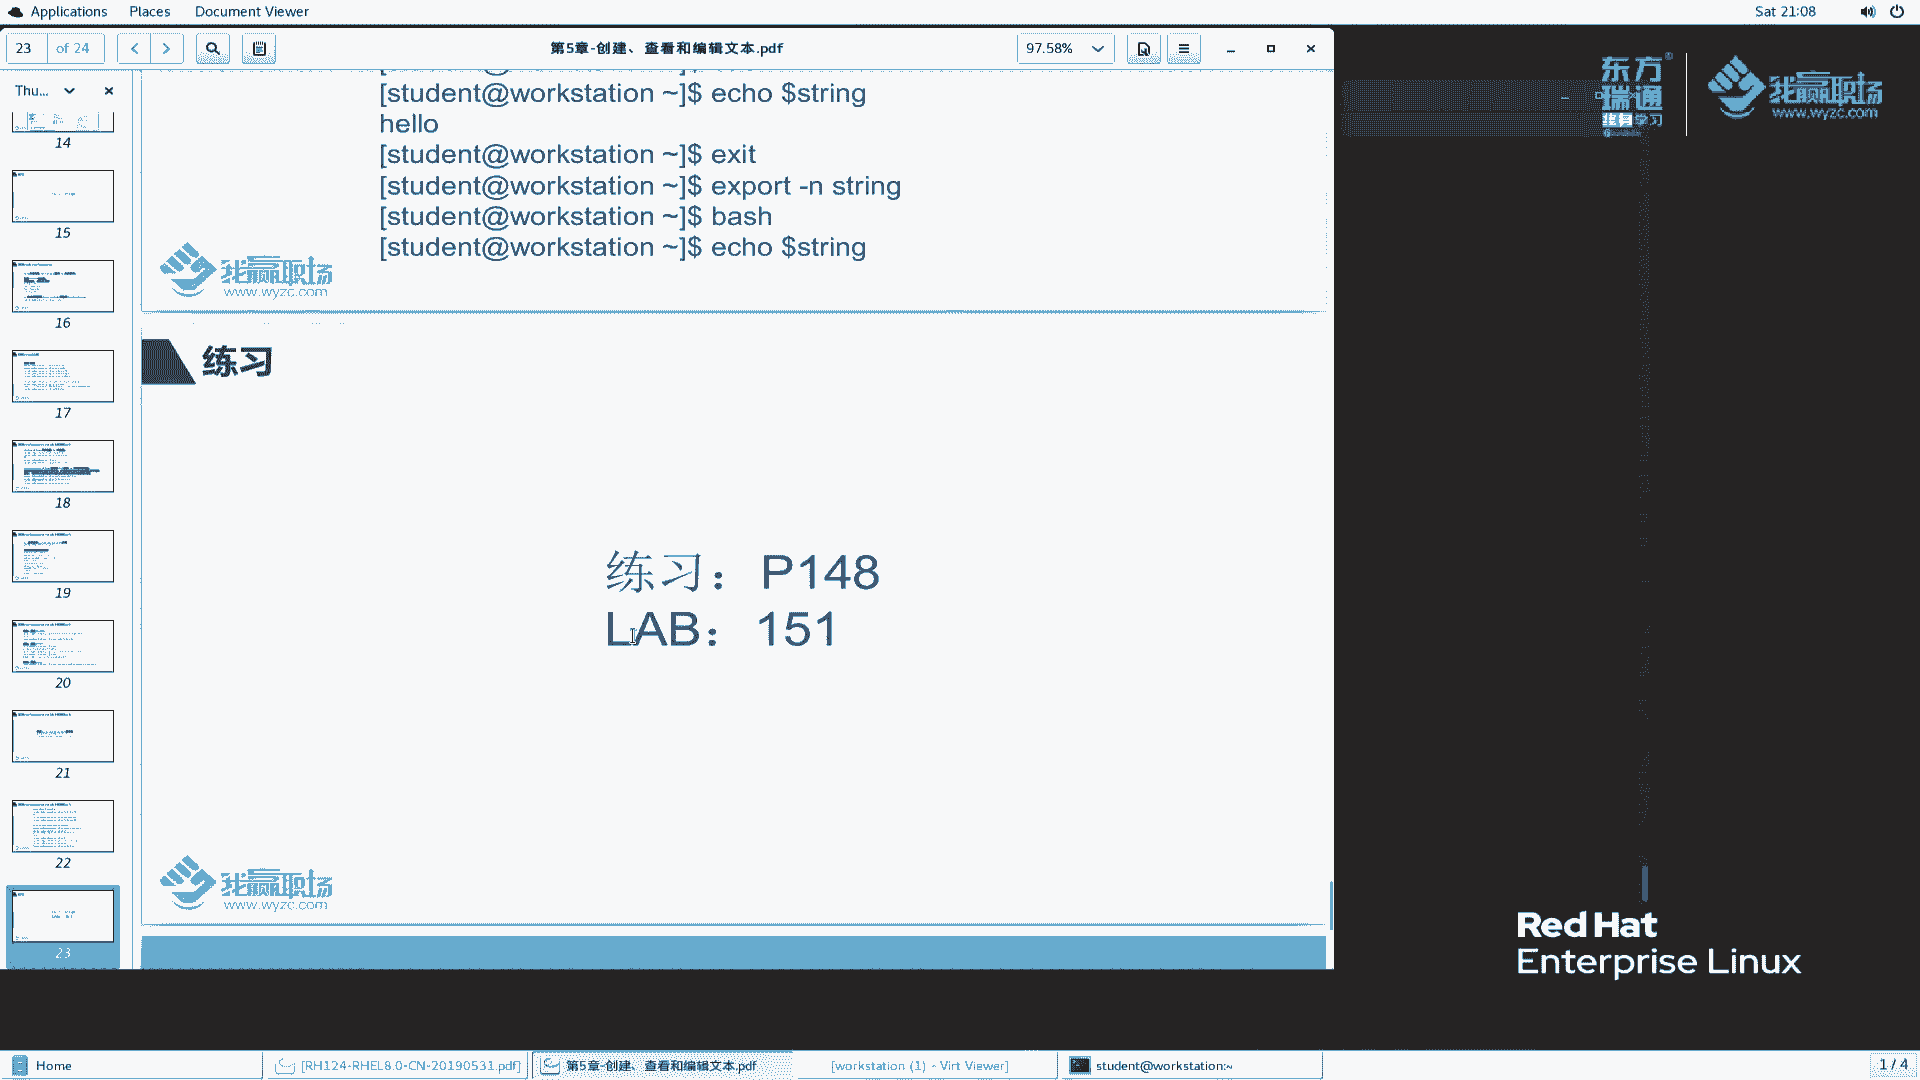 Applications Places Document Viewer Sat 21:08
23 of 24 第5章-创建、查看和编辑文本.pdf 97.58%
Thu...
14
15
16
17
18
19
20
21
22
23
[student@workstation ~]$ echo $string
hello
[student@workstation ~]$ exit
[student@workstation ~]$ export -n string
[student@workstation ~]$ bash
[student@workstation ~]$ echo $string
我赢职场
www.wyzc.com
练习
练习：P148
LAB：151
我赢职场
www.wyzc.com
东方
瑞通
终身学习
我赢职场
www.wyzc.com
Red Hat
Enterprise Linux
Home [RH124-RHEL8.0-CN-20190531.pdf] 第5章-创建、查看和编辑文本.pdf [workstation (1) - Virt Viewer] student@workstation:~ 1 / 4